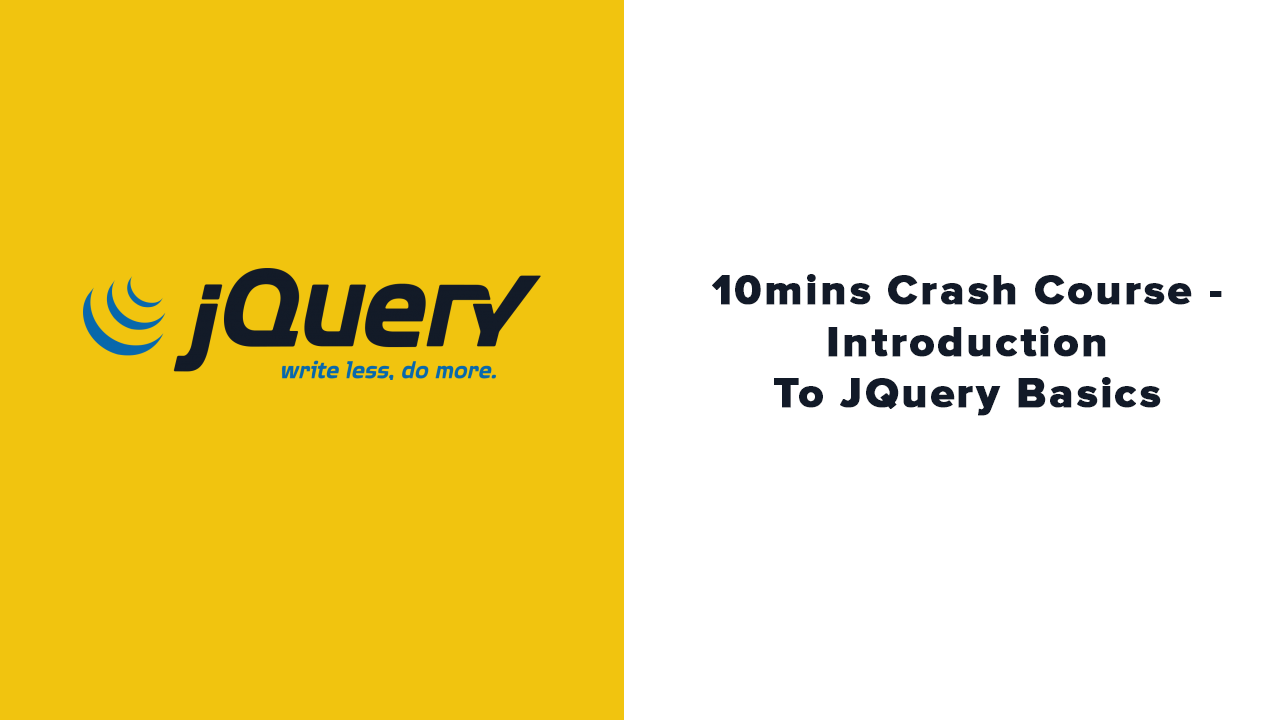 jQuery
write less, do more.
10mins Crash Course -
Introduction
To JQuery Basics